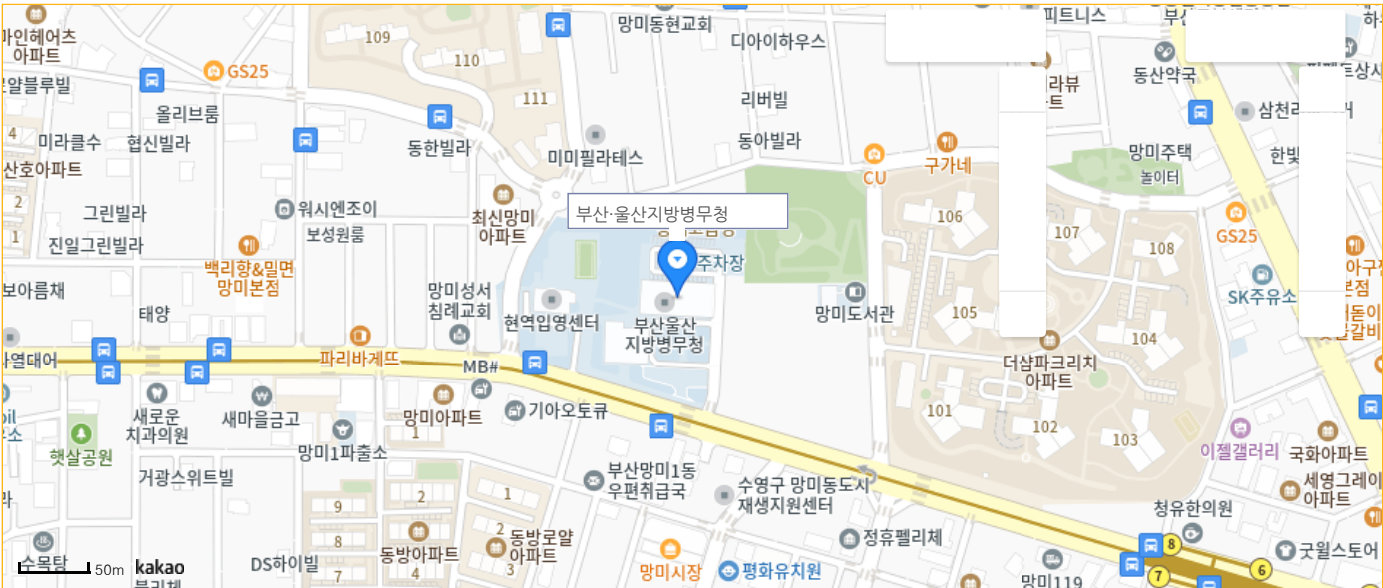 망미동현교회
피트니스
마인헤어츠
아파트
109
디아이하우스
110
GS25
동산약국
111
리버빌
올리브룸
삼천리
4
미라클수
협신빌라
동한빌라
미미필라테스
동아빌라
구가네
망미주택
놀이터
한빛
산호아파트
CU
2
그린빌라
워시엔조이
최신망미
아파트
부산·울산지방병무청
106
107
108
GS25
1
진일그린빌라
보성원룸
주차장
백리향&밀면
망미본점
보아름채
망미성서
침례교회
현역입영센터
부산울산
지방병무청
망미도서관
SK주유소
태양
105
104
파리바게뜨
MB#
더샵파크리치
아파트
새로운
치과의원
새마을금고
망미아파트
기아오토큐
101
102
103
1
햇살공원
망미1파출소
이젤갤러리
국화아파트
거광스위트빌
부산망미1동
우편취급국
수영구 망미동도시
재생지원센터
세영그레이
아파트
청유한의원
9
2
1
8
동방아파트
2
동방로얄
아파트
정휴펠리체
굿윌스토어
수목탕
50m
kakao
DS하이빌
7
4
3
망미시장
평화유치원
망미119
8
7
6